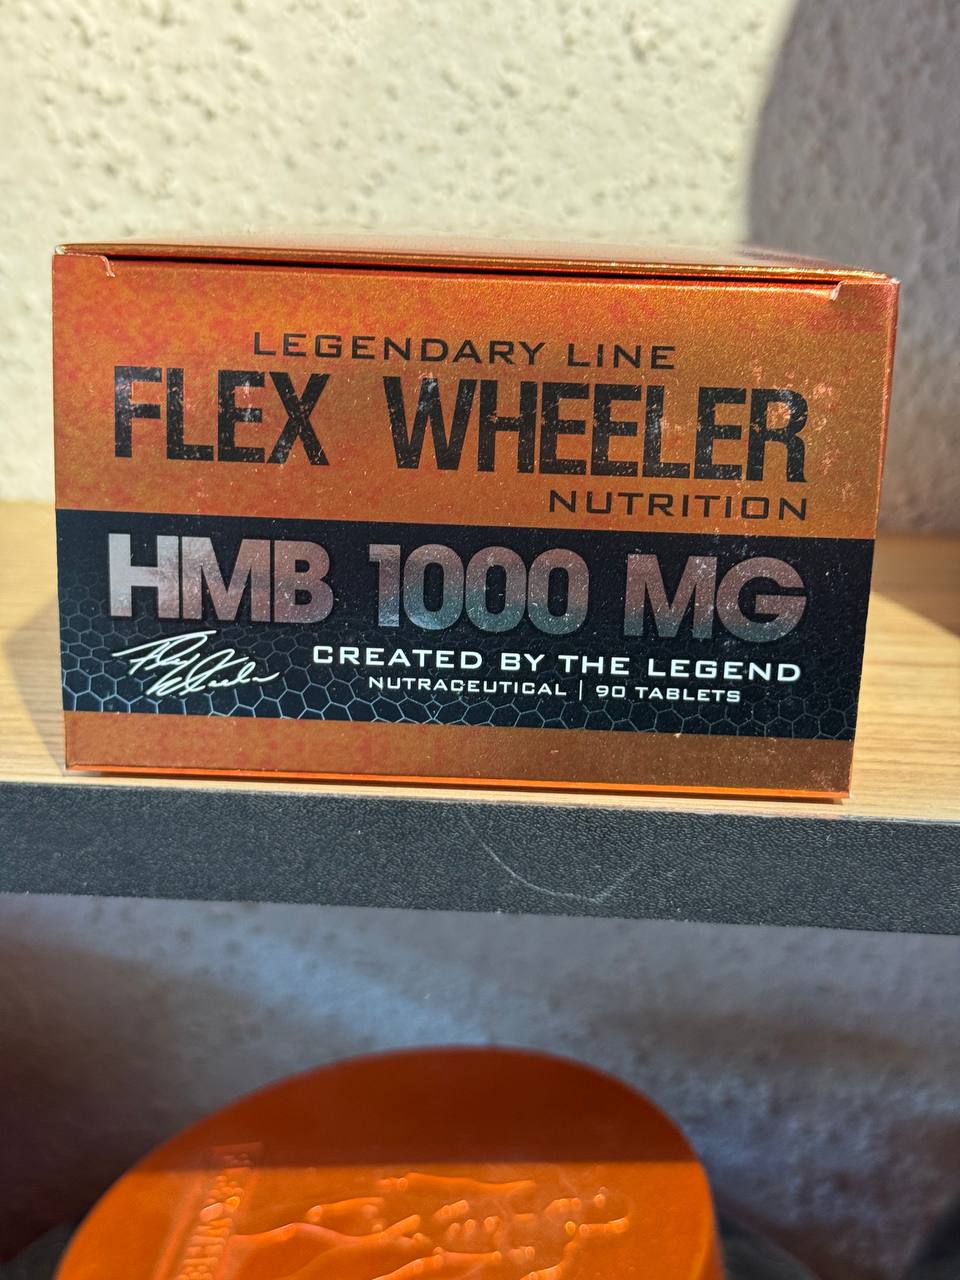 LEGENDARY LINE
FLEX WHEELER
NUTRITION
HMB 1000 MG
CREATED BY THE LEGEND
NUTRACEUTICAL | 90 TABLETS